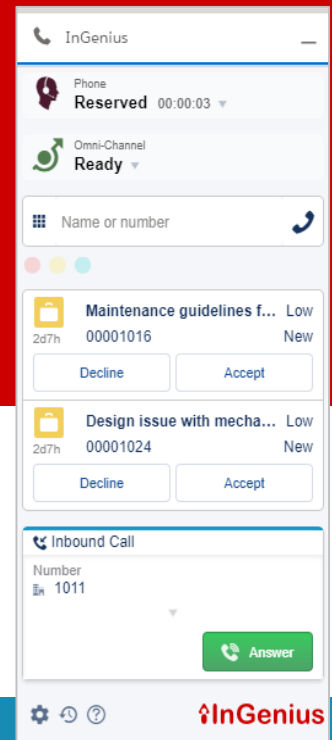 InGenius
Phone
Reserved 00:00:03
Omni-Channel
Ready
Name or number
Maintenance guidelines f... Low
2d7h 00001016 New
Decline Accept
Design issue with mecha... Low
2d7h 00001024 New
Decline Accept
Inbound Call
Number
1011
Answer
InGenius